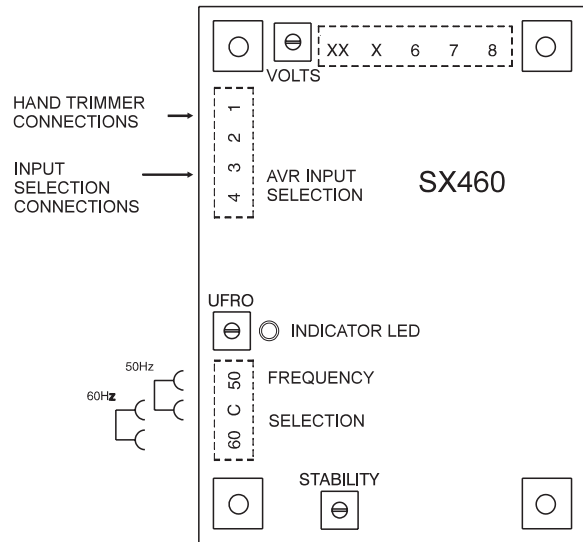 XX X 6 7 8
VOLTS
HAND TRIMMER
CONNECTIONS
1
2
3
4
INPUT
SELECTION
CONNECTIONS
AVR INPUT
SELECTION
SX460
UFRO
INDICATOR LED
50Hz
60Hz
50
C
60
FREQUENCY
SELECTION
STABILITY